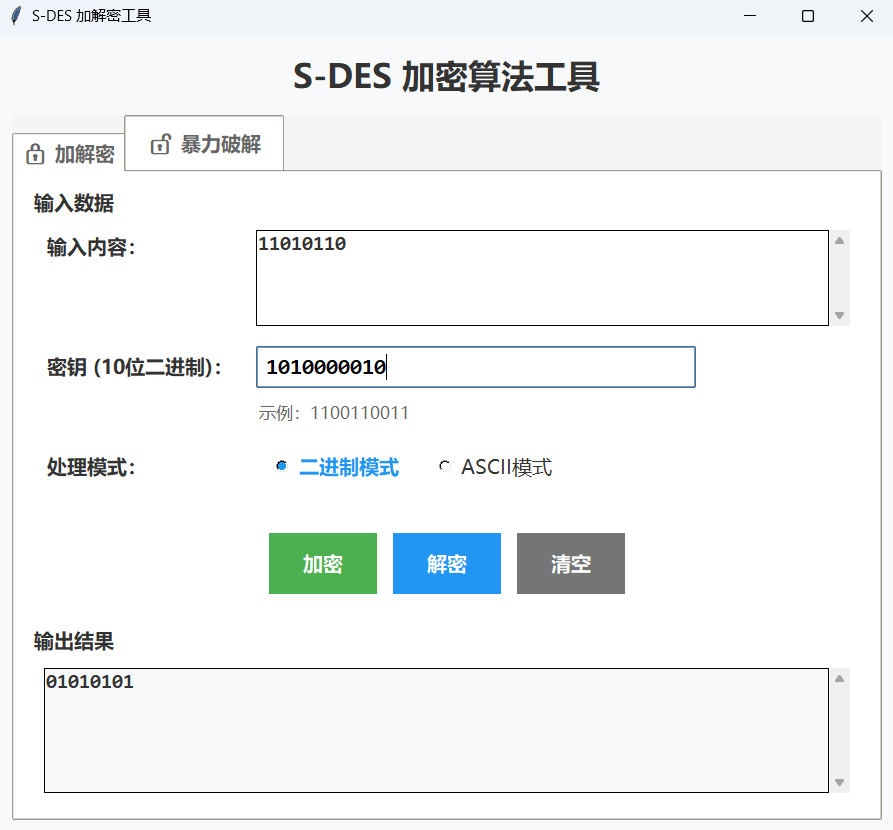 S-DES 加解密工具
S-DES 加密算法工具
加解密
暴力破解
输入数据
输入内容：
11010110
密钥 (10位二进制)：
1010000010
示例：1100110011
处理模式：
二进制模式 ASCII模式
加密 解密 清空
输出结果
01010101